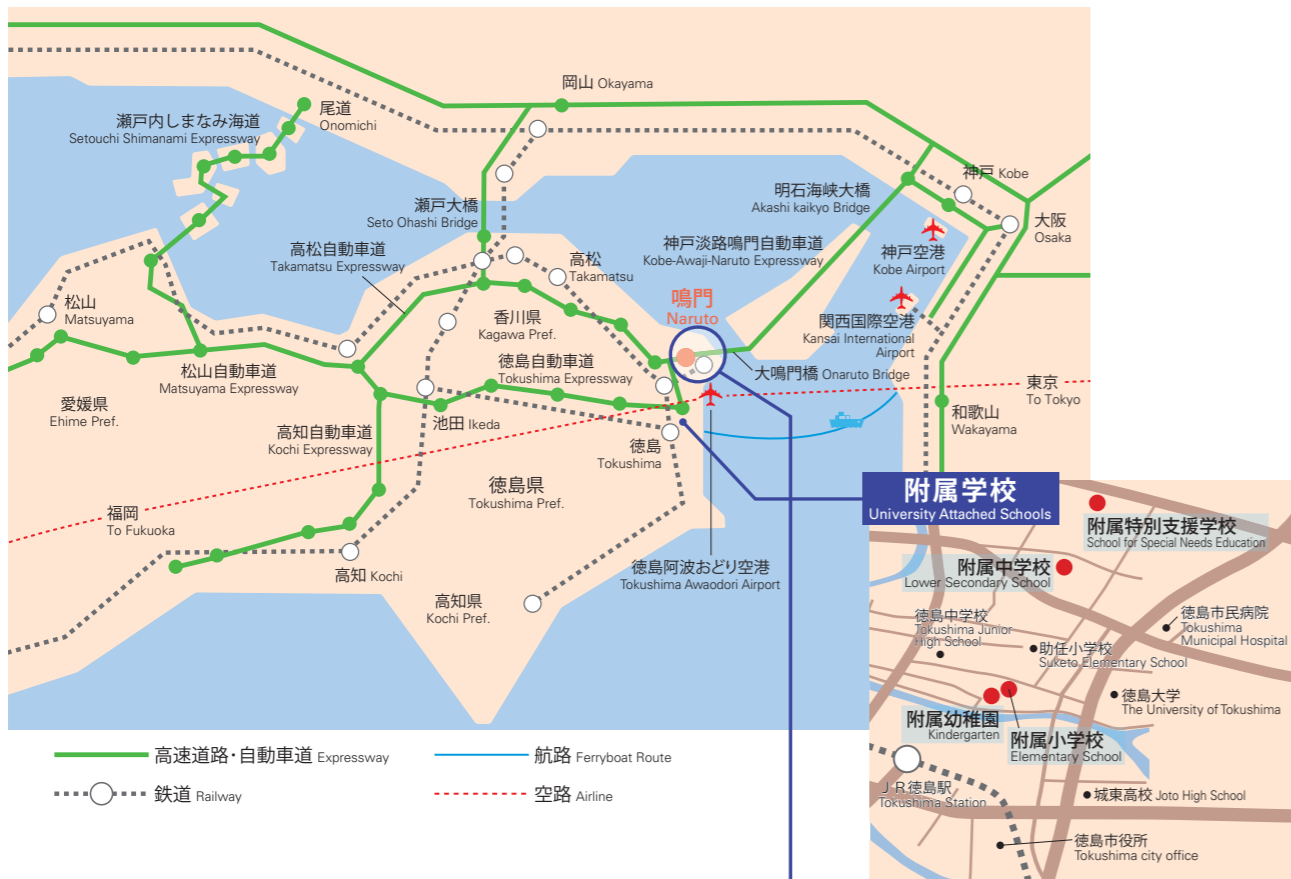 岡山 Okayama
尾道
Onomichi
瀬戸内しまなみ海道
Setouchi Shimanami Expressway
神戸 Kobe
明石海峡大橋
Akashi kaikyo Bridge
瀬戸大橋
Seto Ohashi Bridge
大阪
Osaka
高松自動車道
Takamatsu Expressway
高松
Takamatsu
神戸淡路鳴門自動車道
Kobe-Awaji-Naruto Expressway
神戸空港
Kobe Airport
松山
Matsuyama
鳴門
Naruto
香川県
Kagawa Pref.
関西国際空港
Kansai International
Airport
松山自動車道
Matsuyama Expressway
徳島自動車道
Tokushima Expressway
大鳴門橋 Onaruto Bridge
東京
To Tokyo
愛媛県
Ehime Pref.
高知自動車道
Kochi Expressway
池田 Ikeda
和歌山
Wakayama
徳島
Tokushima
徳島県
Tokushima Pref.
福岡
To Fukuoka
高知 Kochi
徳島阿波おどり空港
Tokushima Awaodori Airport
高知県
Kochi Pref.
附属学校
University Attached Schools
附属特別支援学校
School for Special Needs Education
附属中学校
Lower Secondary School
徳島中学校
Tokushima Junior
High School
徳島市民病院
Tokushima
Municipal Hospital
助任小学校
Suketo Elementary School
徳島大学
The University of Tokushima
附属幼稚園
Kindergarten
附属小学校
Elementary School
JR徳島駅
Tokushima Station
城東高校 Joto High School
徳島市役所
Tokushima city office
高速道路・自動車道 Expressway
航路 Ferryboat Route
鉄道 Railway
空路 Airline